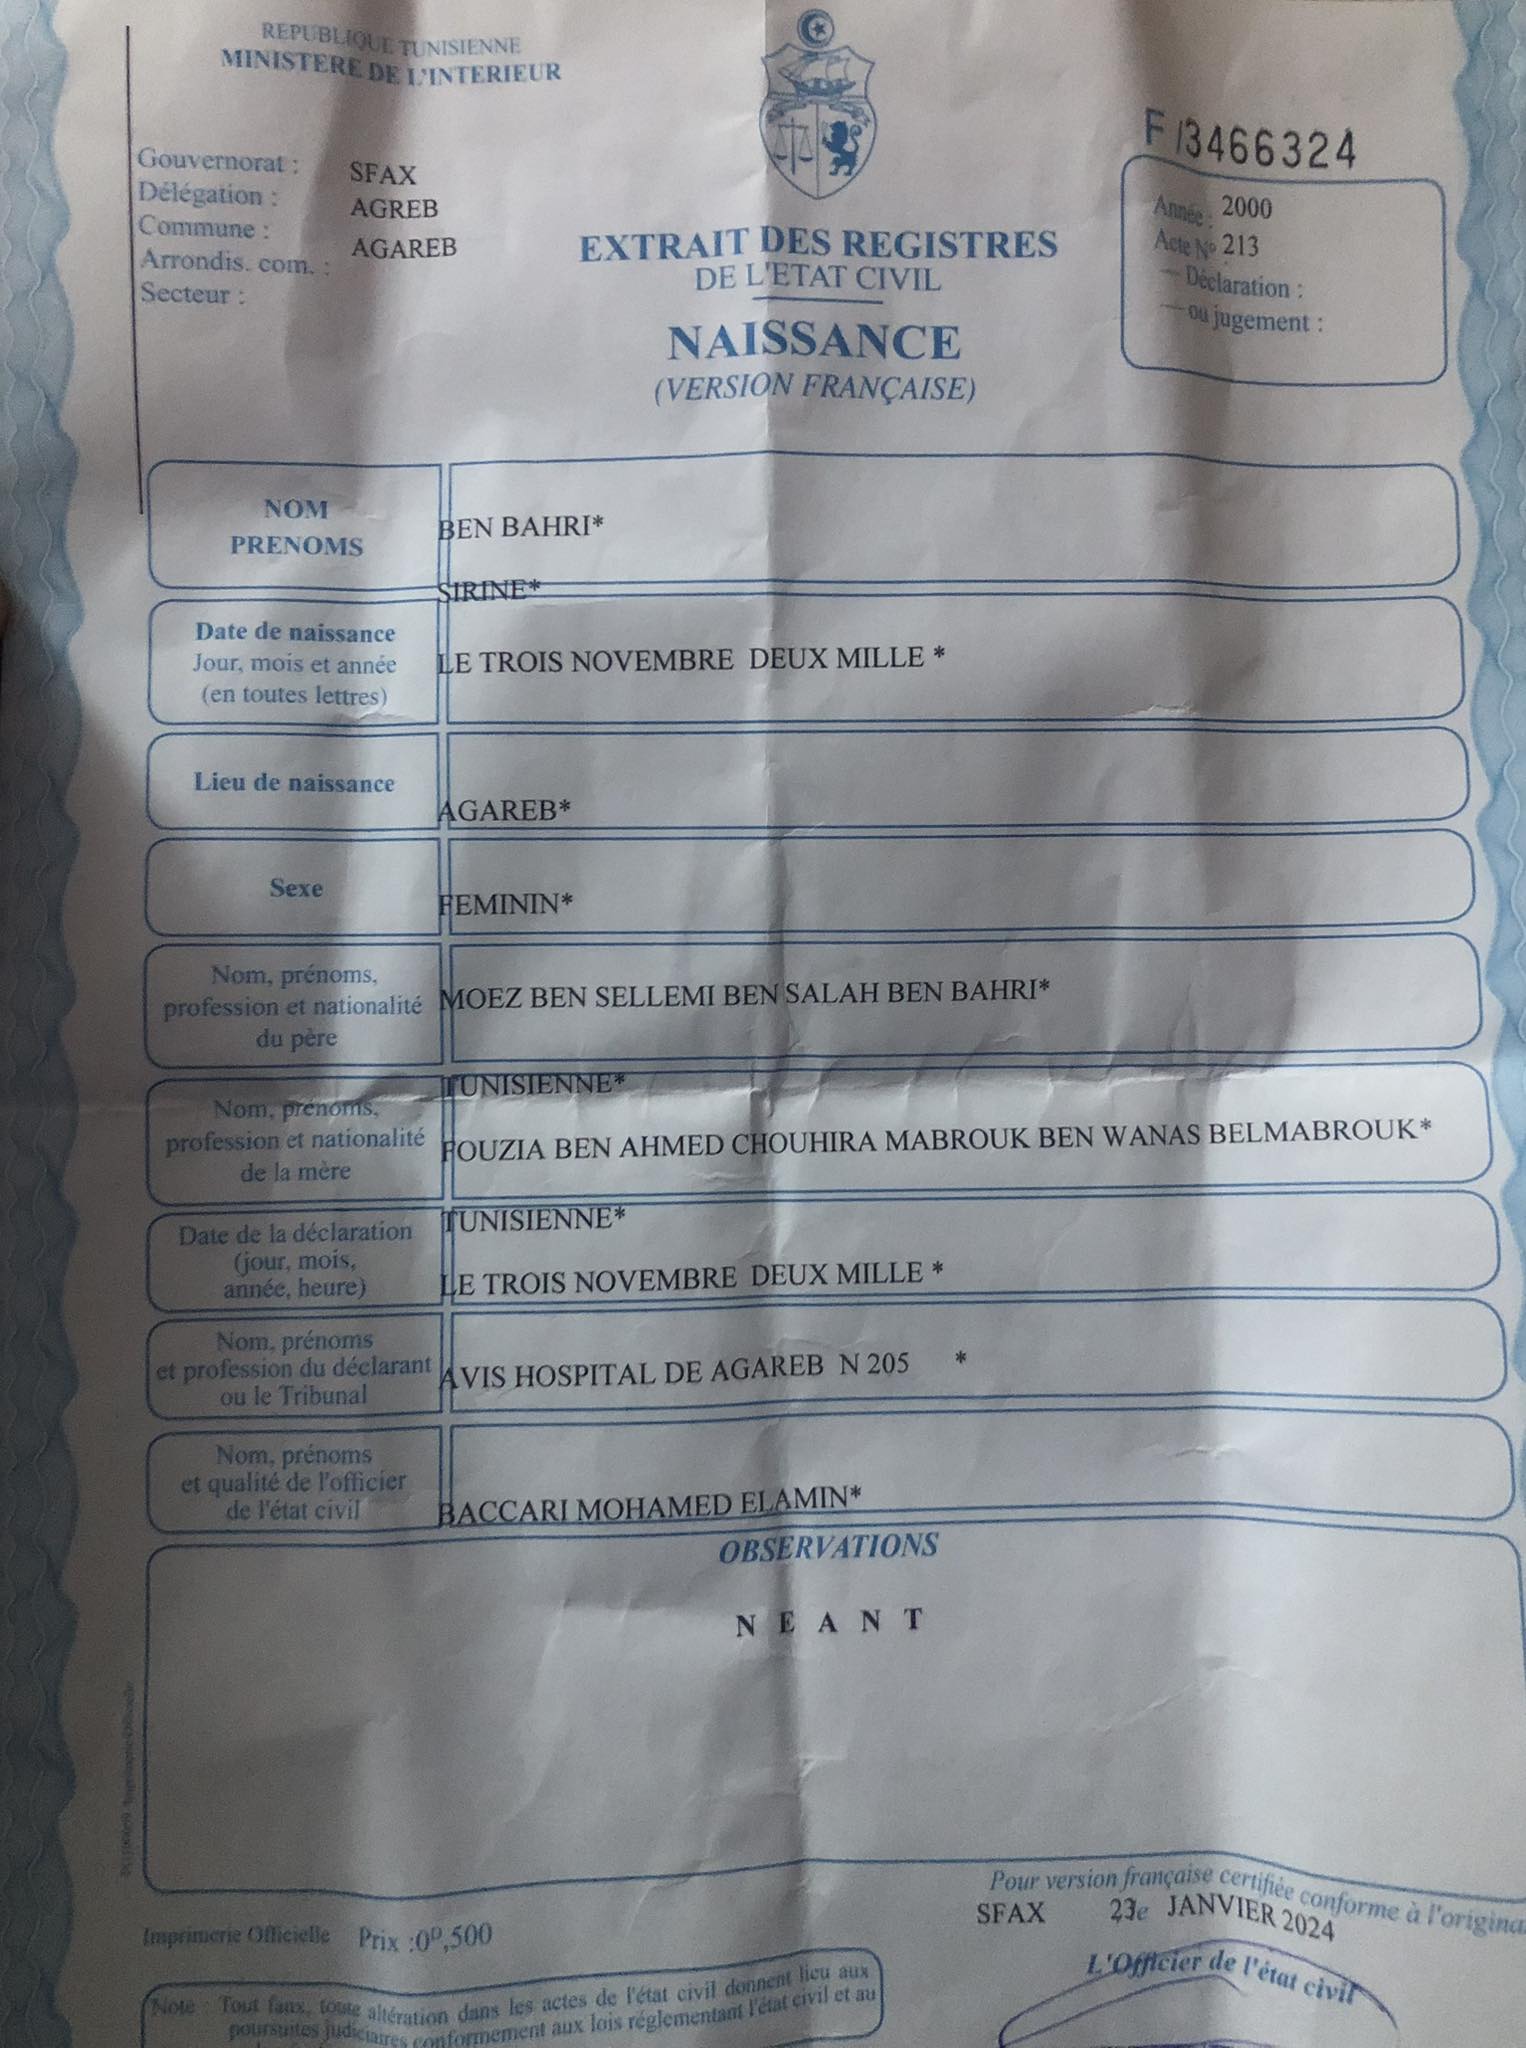 REPUBLIQUE TUNISIENNE
MINISTERE DE L'INTERIEUR
Gouvernorat : SFAX
Délégation : AGREB
Commune : AGAREB
Arrondis. com. :
Secteur :
EXTRAIT DES REGISTRES
DE L'ETAT CIVIL
NAISSANCE
(VERSION FRANÇAISE)
F 13466324
Année : 2000
Acte Nº 213
— Déclaration :
— ou jugement :
NOM
PRENOMS
BEN BAHRI*
SIRINE*
Date de naissance
Jour, mois et année
(en toutes lettres)
LE TROIS NOVEMBRE DEUX MILLE *
Lieu de naissance
AGAREB*
Sexe
FEMININ*
Nom, prénoms,
profession et nationalité
du père
MOEZ BEN SELLEMI BEN SALAH BEN BAHRI*
TUNISIENNE*
Nom, prénoms,
profession et nationalité
de la mère
FOUZIA BEN AHMED CHOUHIRA MABROUK BEN WANAS BELMABROUK*
TUNISIENNE*
Date de la déclaration
(jour, mois,
année, heure)
LE TROIS NOVEMBRE DEUX MILLE *
Nom, prénoms
et profession du déclarant
ou le Tribunal
AVIS HOSPITAL DE AGAREB N 205 *
Nom, prénoms
et qualité de l'officier
de l'état civil
BACCARI MOHAMED ELAMIN*
OBSERVATIONS
N E A N T
Pour version française certifiée conforme à l'origina
SFAX 23e JANVIER 2024
L'Officier de l'état civil
Imprimerie Officielle Prix :0ᴰ,500
Note : Tout faux, toute altération dans les actes de l'état civil donnent lieu aux
poursuites judiciaires conformement aux lois réglementant l'état civil et au